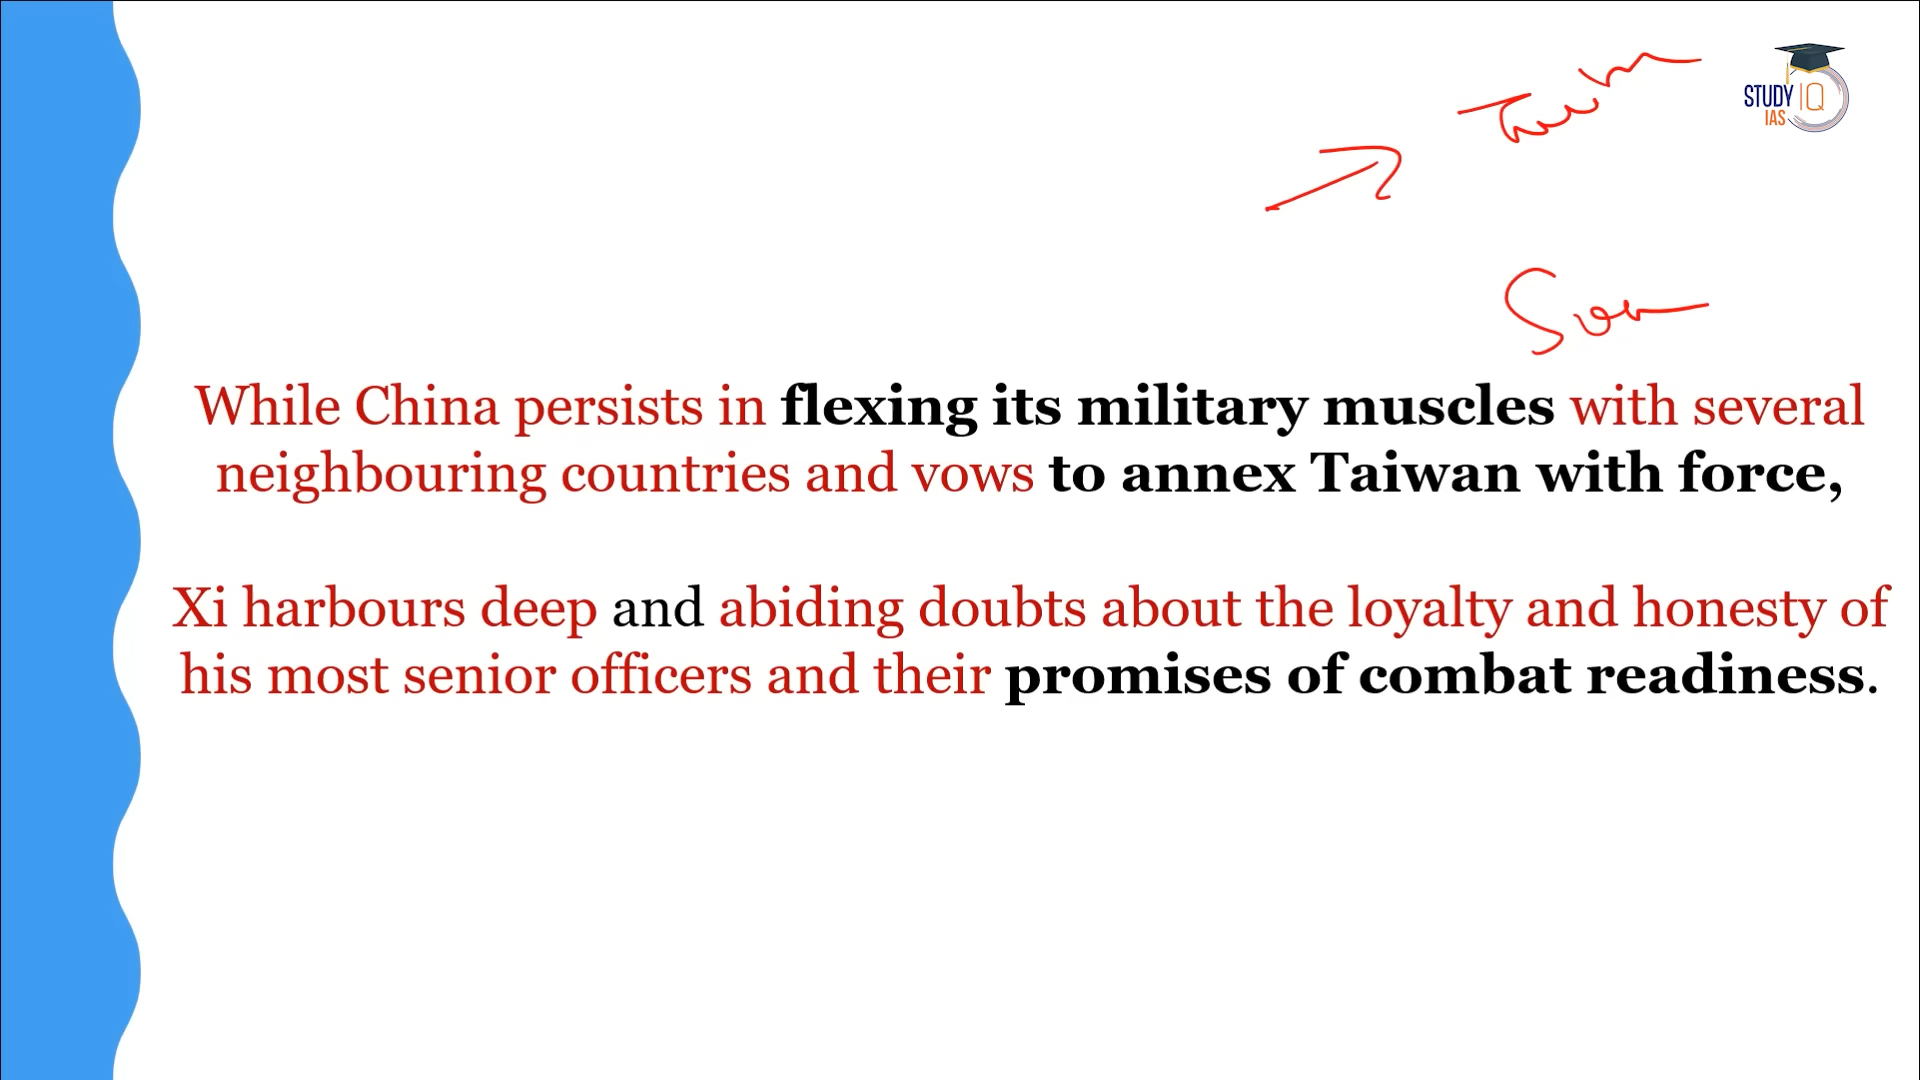 STUDY IQ
IAS
While China persists in flexing its military muscles with several
neighbouring countries and vows to annex Taiwan with force,
Xi harbours deep and abiding doubts about the loyalty and honesty of
his most senior officers and their promises of combat readiness.